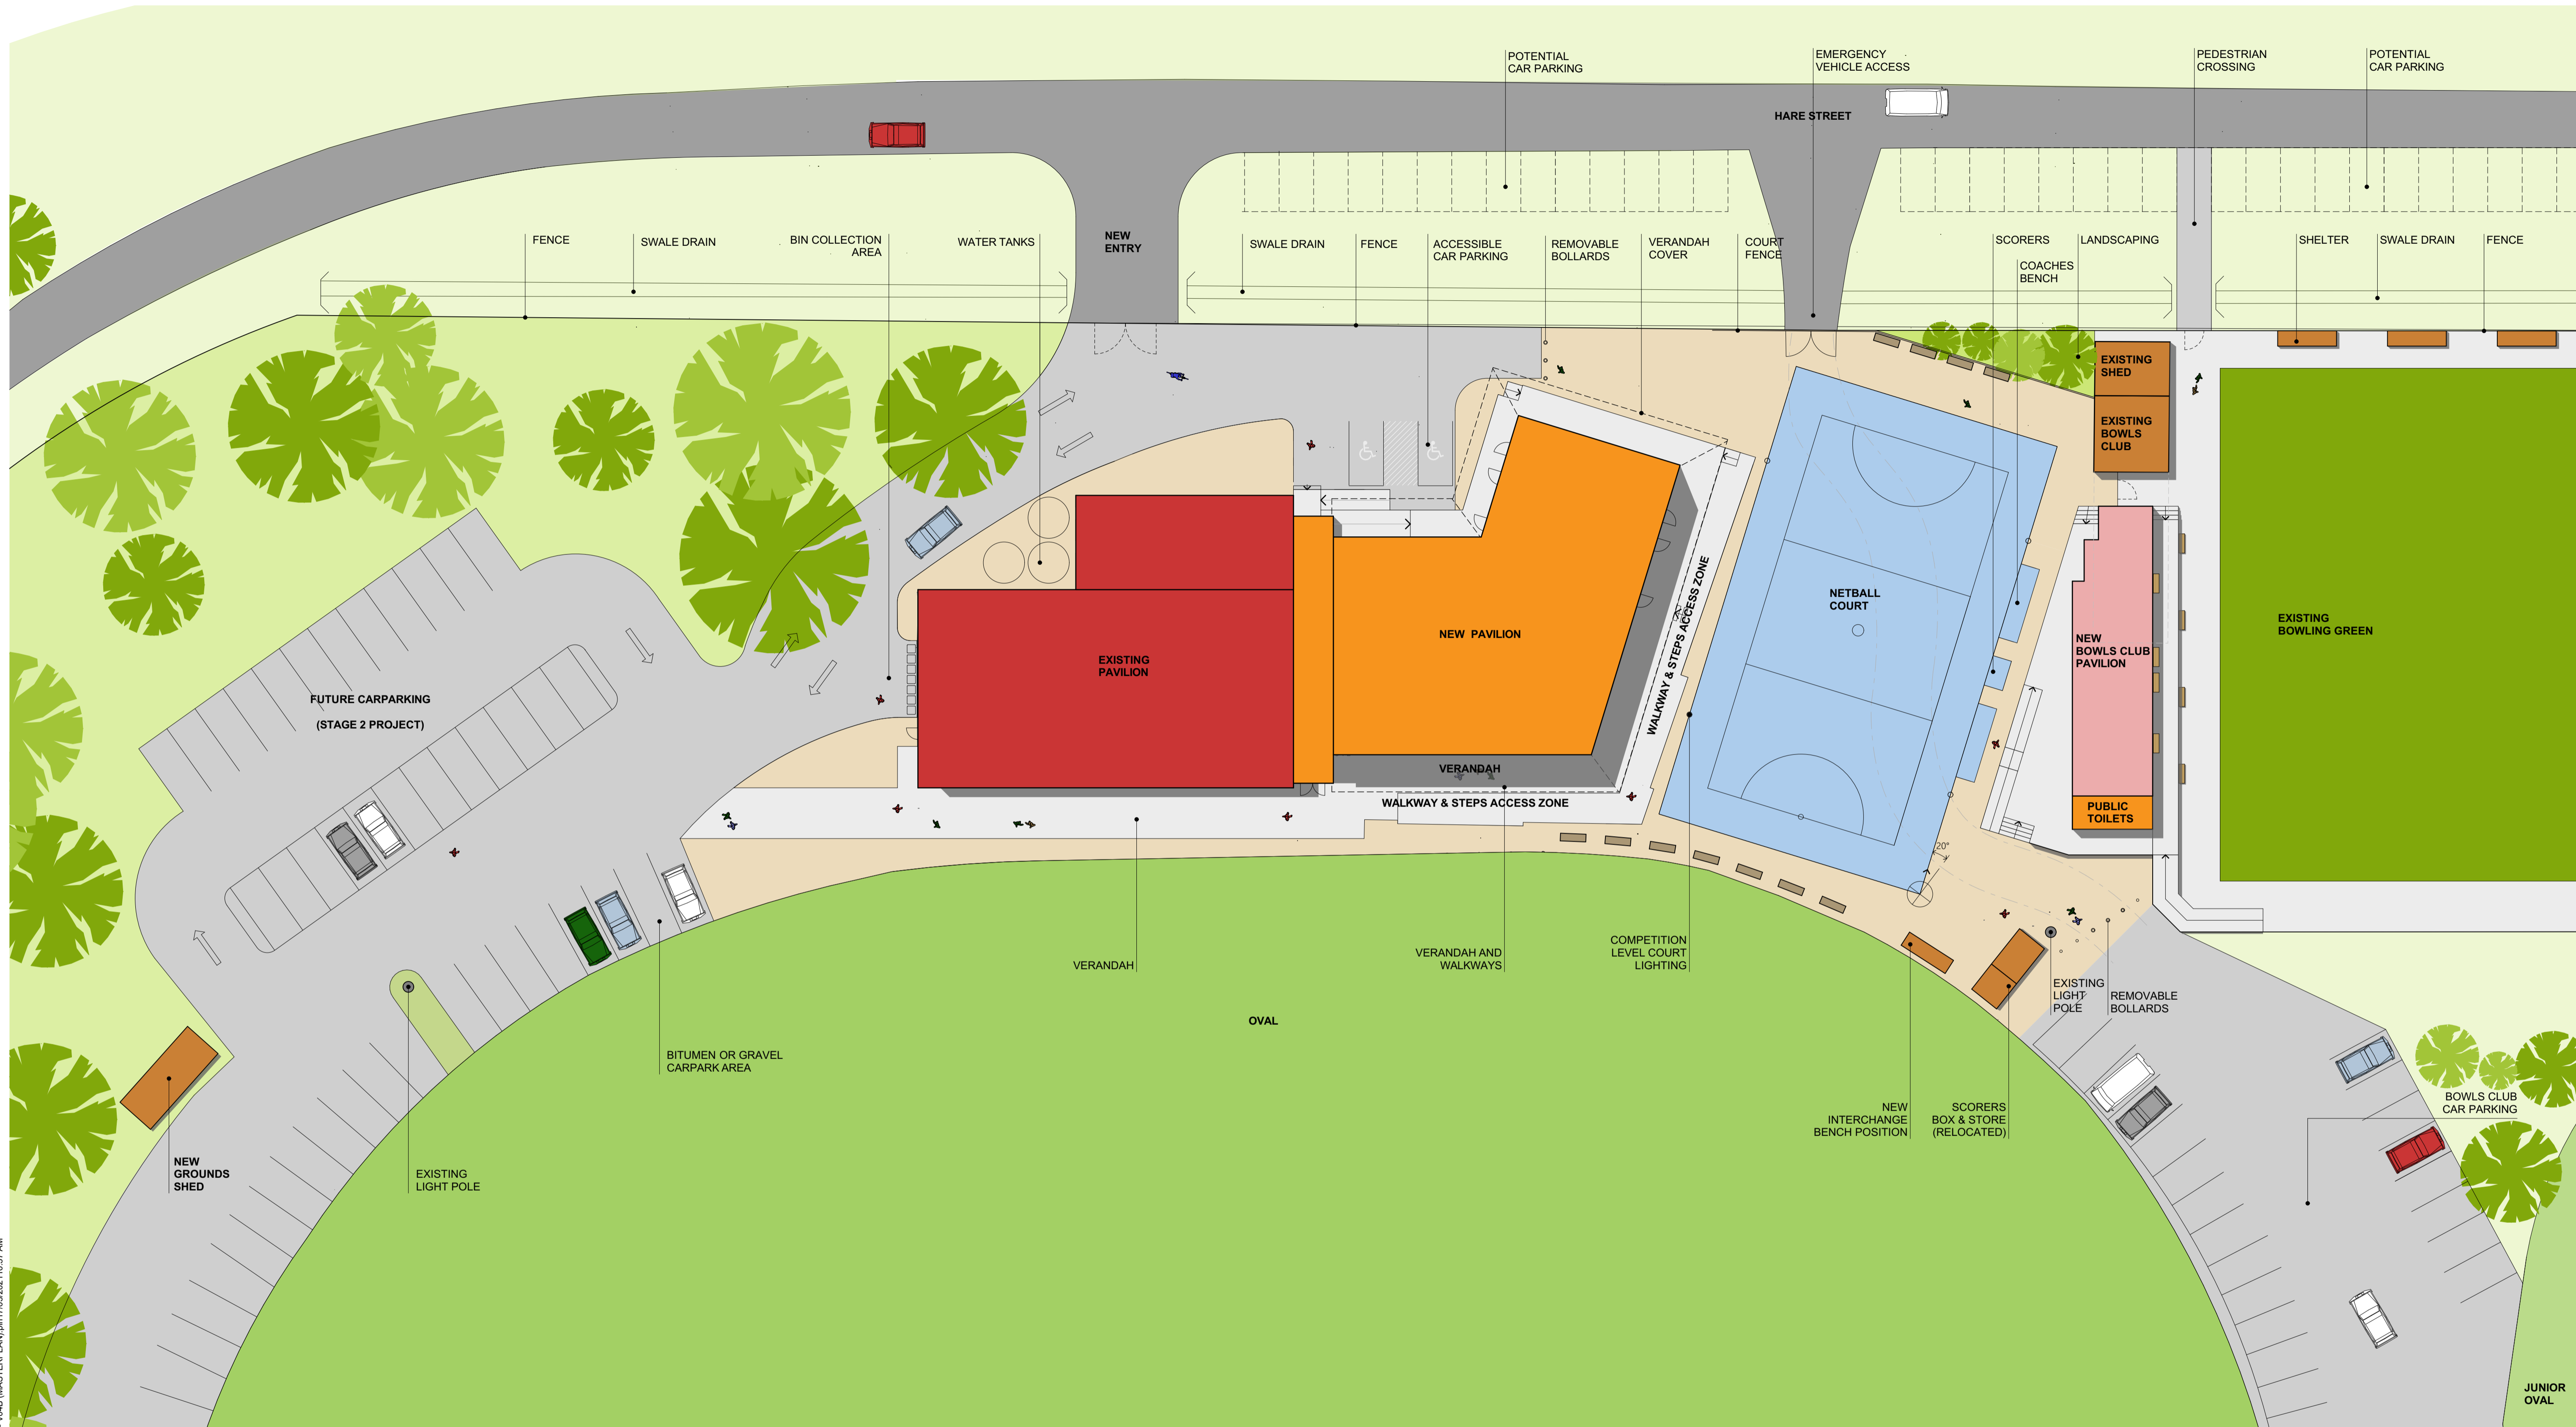 POTENTIAL
CAR PARKING
EMERGENCY
VEHICLE ACCESS
PEDESTRIAN
CROSSING
POTENTIAL
CAR PARKING
HARE STREET
NEW
ENTRY
FENCE
SWALE DRAIN
BIN COLLECTION
AREA
WATER TANKS
SWALE DRAIN
FENCE
ACCESSIBLE
CAR PARKING
REMOVABLE
BOLLARDS
VERANDAH
COVER
COURT
FENCE
SCORERS
COACHES
BENCH
LANDSCAPING
SHELTER
SWALE DRAIN
FENCE
EXISTING
SHED
EXISTING
BOWLS
CLUB
NETBALL
COURT
EXISTING
BOWLING GREEN
NEW PAVILION
WALKWAY & STEPS ACCESS ZONE
NEW
BOWLS CLUB
PAVILION
EXISTING
PAVILION
FUTURE CARPARKING
(STAGE 2 PROJECT)
VERANDAH
WALKWAY & STEPS ACCESS ZONE
PUBLIC
TOILETS
20°
VERANDAH
VERANDAH AND
WALKWAYS
COMPETITION
LEVEL COURT
LIGHTING
EXISTING
LIGHT
POLE
REMOVABLE
BOLLARDS
OVAL
BITUMEN OR GRAVEL
CARPARK AREA
NEW
INTERCHANGE
BENCH POSITION
SCORERS
BOX & STORE
(RELOCATED)
BOWLS CLUB
CAR PARKING
NEW
GROUNDS
SHED
EXISTING
LIGHT POLE
JUNIOR
OVAL